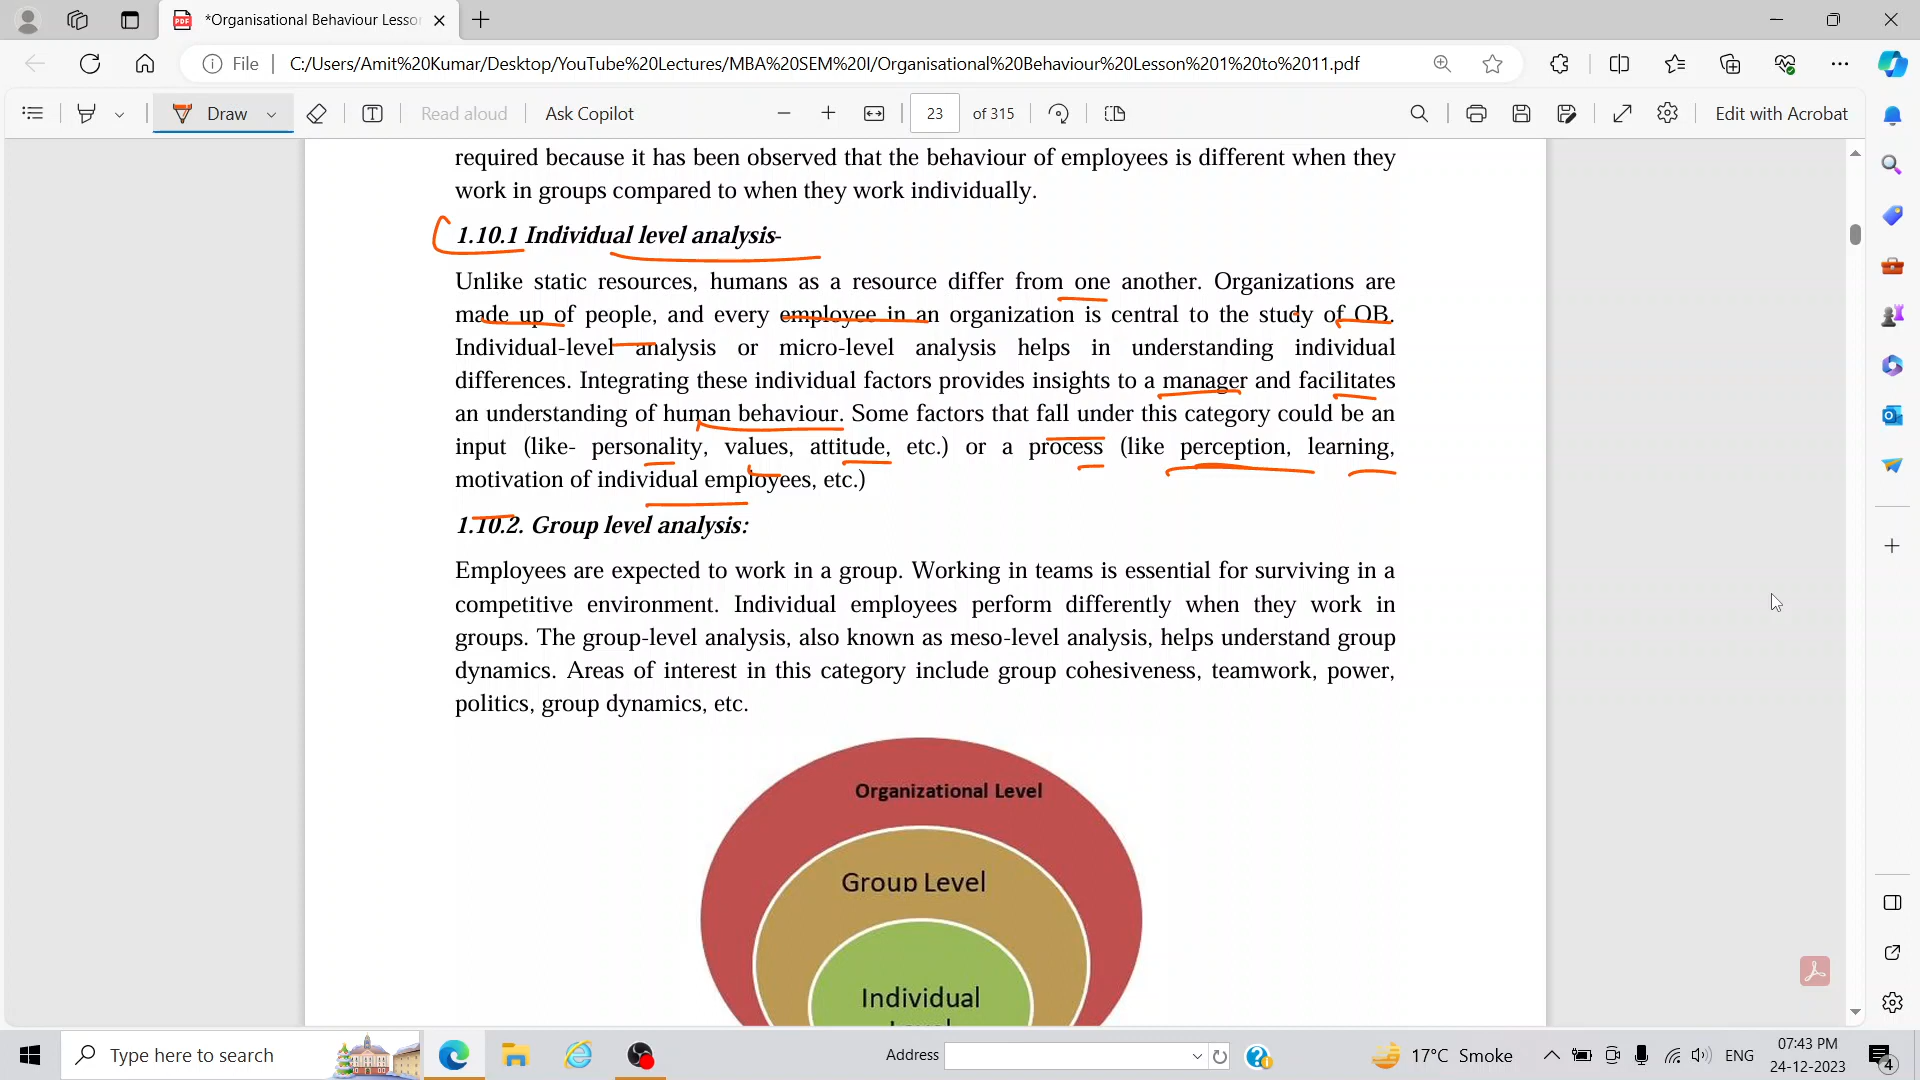 *Organisational Behaviour Lesso
File
C:/Users/Amit%20Kumar/Desktop/YouTube%20Lectures/MBA%20SEM%20I/Organisational%20Behaviour%20Lesson%201%20to%2011.pdf
Draw
Read aloud
Ask Copilot
23 of 315
Edit with Acrobat
required because it has been observed that the behaviour of employees is different when they
work in groups compared to when they work individually.
1.10.1 Individual level analysis-
Unlike static resources, humans as a resource differ from one another. Organizations are
made up of people, and every employee in an organization is central to the study of OB.
Individual-level analysis or micro-level analysis helps in understanding individual
differences. Integrating these individual factors provides insights to a manager and facilitates
an understanding of human behaviour. Some factors that fall under this category could be an
input (like- personality, values, attitude, etc.) or a process (like perception, learning,
motivation of individual employees, etc.)
1.10.2. Group level analysis:
Employees are expected to work in a group. Working in teams is essential for surviving in a
competitive environment. Individual employees perform differently when they work in
groups. The group-level analysis, also known as meso-level analysis, helps understand group
dynamics. Areas of interest in this category include group cohesiveness, teamwork, power,
politics, group dynamics, etc.
Organizational Level
Group Level
Individual
Type here to search
Address
17°C Smoke
ENG
07:43 PM
24-12-2023
4